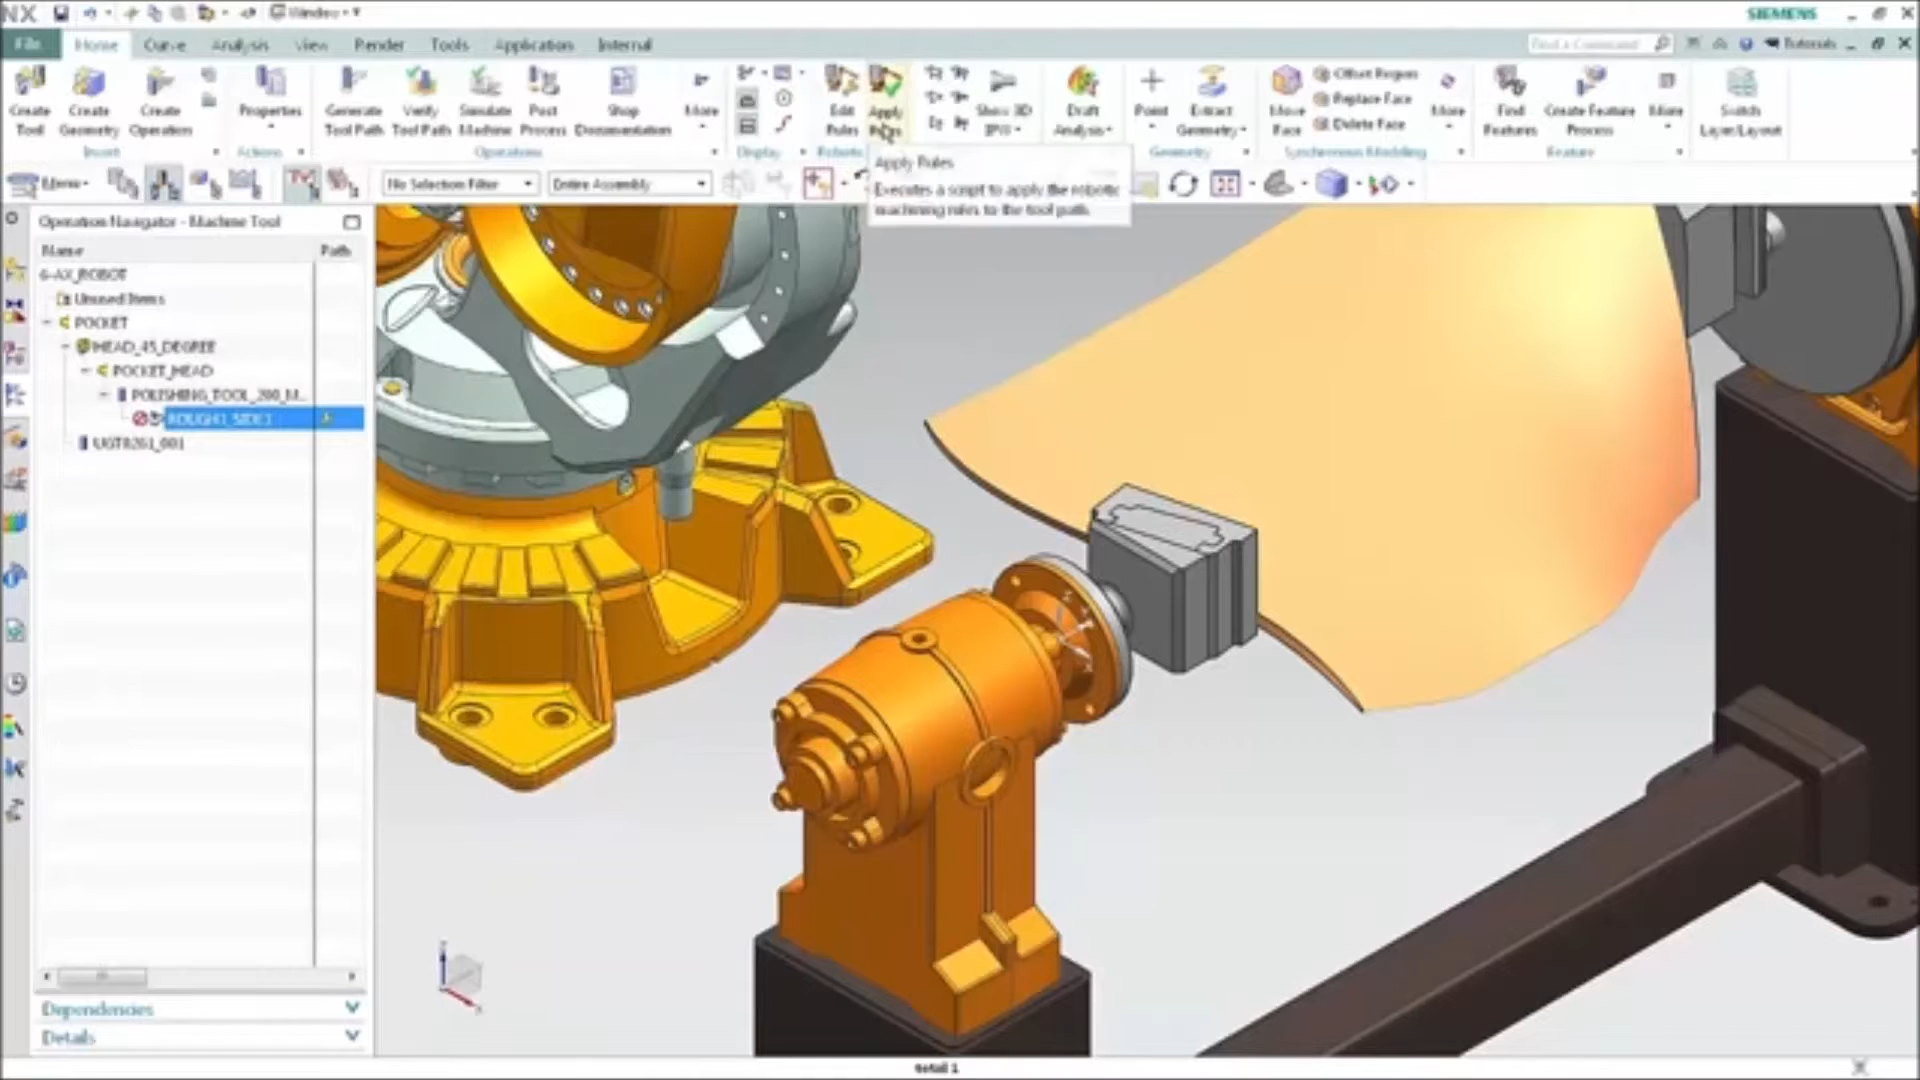 NX
Window
SIEMENS
File
Home
Curve
Analysis
View
Render
Tools
Application
Internal
Find a Command
Tutorials
Create Tool
Create Geometry
Create Operation
Properties
Generate Tool Path
Verify Tool Path
Simulate Machine
Post Process
Shop Documentation
More
Edit Rules
Apply Rules
Show 3D IPW
Draft Analysis
Point
Extract Geometry
Move Face
Offset Region
Replace Face
Delete Face
More
Find Features
Create Feature Process
More
Switch Layer/Layout
Insert
Actions
Operations
Display
Robotic
Geometry
Synchronous Modeling
Feature
Menu
No Selection Filter
Entire Assembly
Apply Rules
Executes a script to apply the robotic
machining rules to the tool path.
Operation Navigator - Machine Tool
Name
Path
6-AX_ROBOT
Unused Items
POCKET
HEAD_45_DEGREE
POCKET_HEAD
POLISHING_TOOL_200_M...
ROUGH1_SIDE1
UGT0201_001
Dependencies
Details
total 1